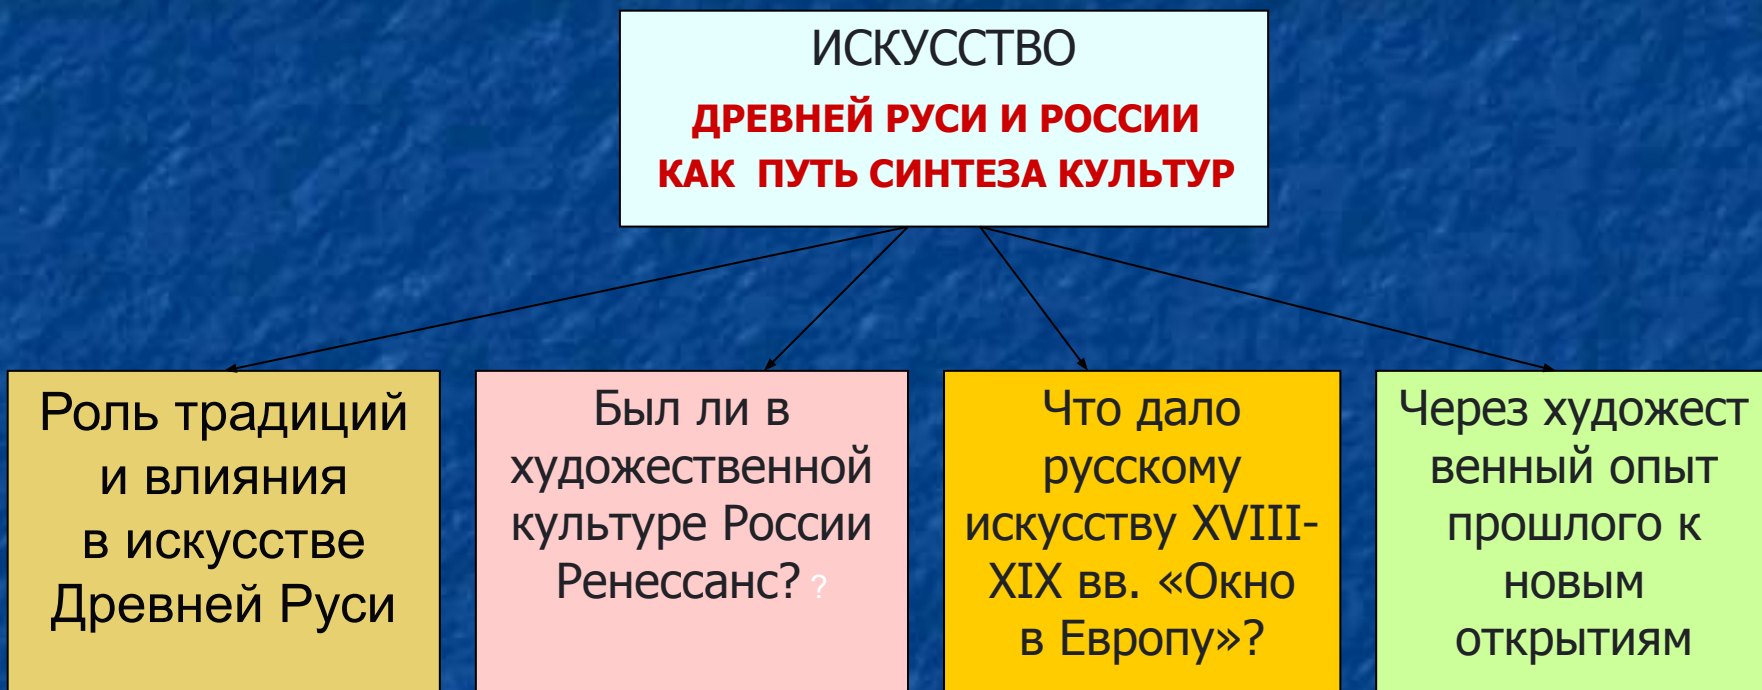 ИСКУССТВО
ДРЕВНЕЙ РУСИ И РОССИИ
КАК ПУТЬ СИНТЕЗА КУЛЬТУР
Роль традиций
и влияния
в искусстве
Древней Руси
Был ли в
художественной
культуре России
Ренессанс? ?
Что дало
русскому
искусству XVIII-
XIX вв. «Окно
в Европу»?
Через художест
венный опыт
прошлого к
новым
открытиям